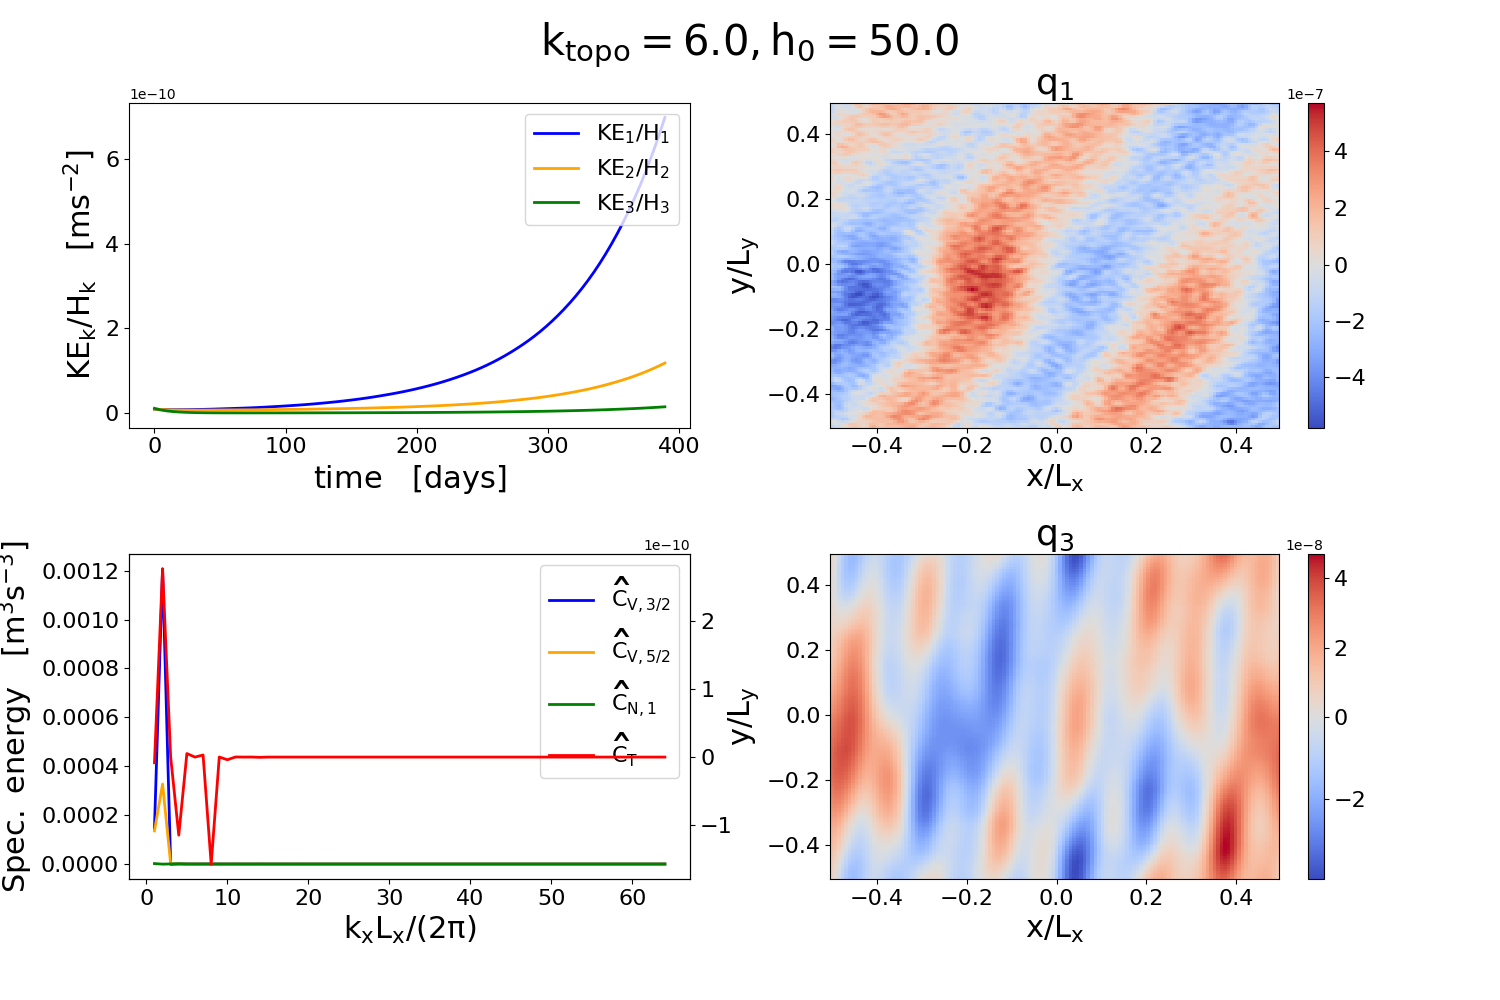 k_topo = 6.0, h_0 = 50.0
1e−10
KE_k/H_k [ms^−2]
6
4
2
0
KE_1/H_1
KE_2/H_2
KE_3/H_3
0 100 200 300 400
time [days]
q_1
1e−7
y/L_y
0.4
0.2
0.0
−0.2
−0.4
−0.4 −0.2 0.0 0.2 0.4
x/L_x
4
2
0
−2
−4
1e−10
Spec. energy [m^3s^−3]
0.0012
0.0010
0.0008
0.0006
0.0004
0.0002
0.0000
Ĉ_V, 3/2
Ĉ_V, 5/2
Ĉ_N, 1
Ĉ_T
2
1
0
−1
0 10 20 30 40 50 60
k_xL_x/(2π)
q_3
1e−8
y/L_y
0.4
0.2
0.0
−0.2
−0.4
−0.4 −0.2 0.0 0.2 0.4
x/L_x
4
2
0
−2